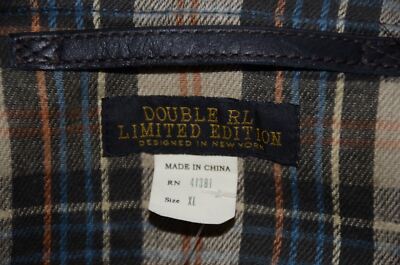 DOUBLE RL
LIMITED EDITION
DESIGNED IN NEW YORK
MADE IN CHINA
RN 41381
Size XL